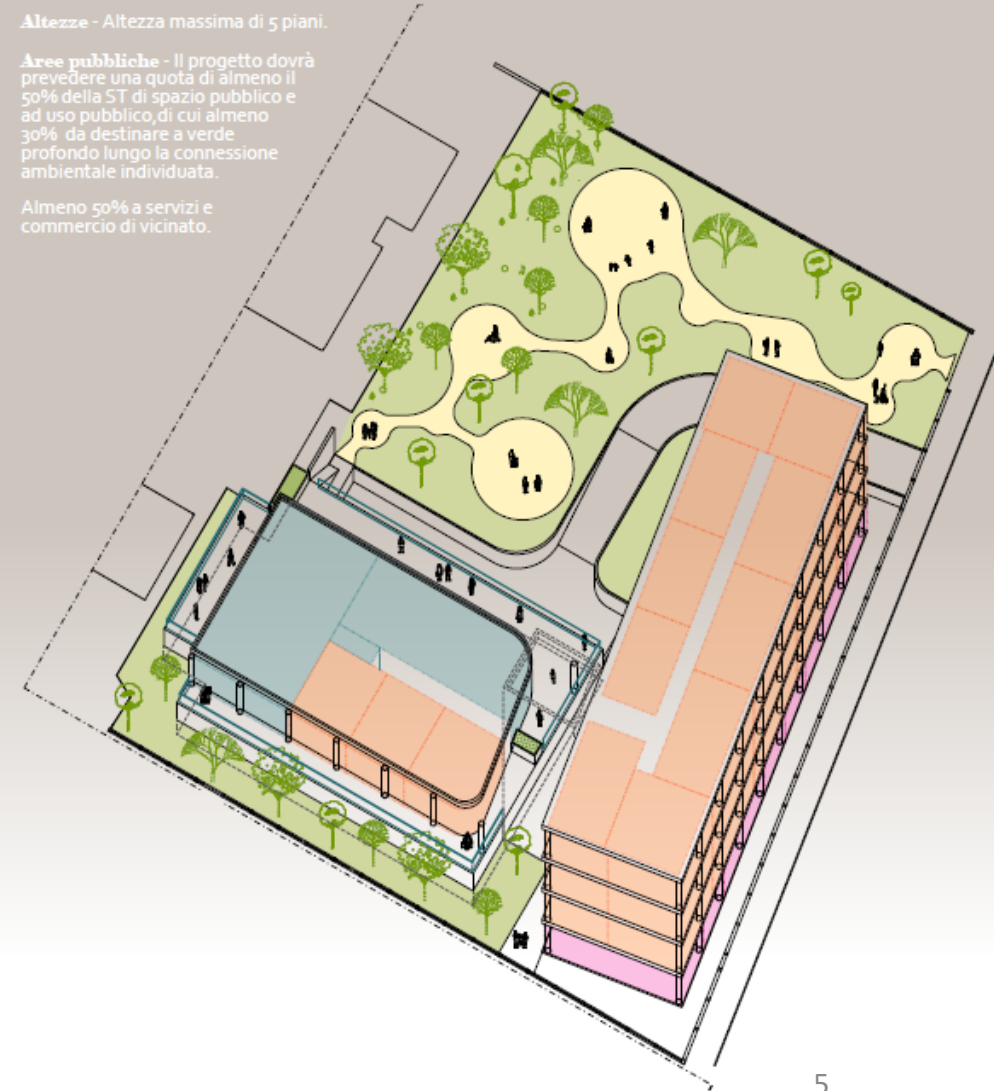 Altezze - Altezza massima di 5 piani.
Aree pubbliche - Il progetto dovrà
prevedere una quota di almeno il
50% della ST di spazio pubblico e
ad uso pubblico,di cui almeno
30% da destinare a verde
profondo lungo la connessione
ambientale individuata.
Almeno 50% a servizi e
commercio di vicinato.
5